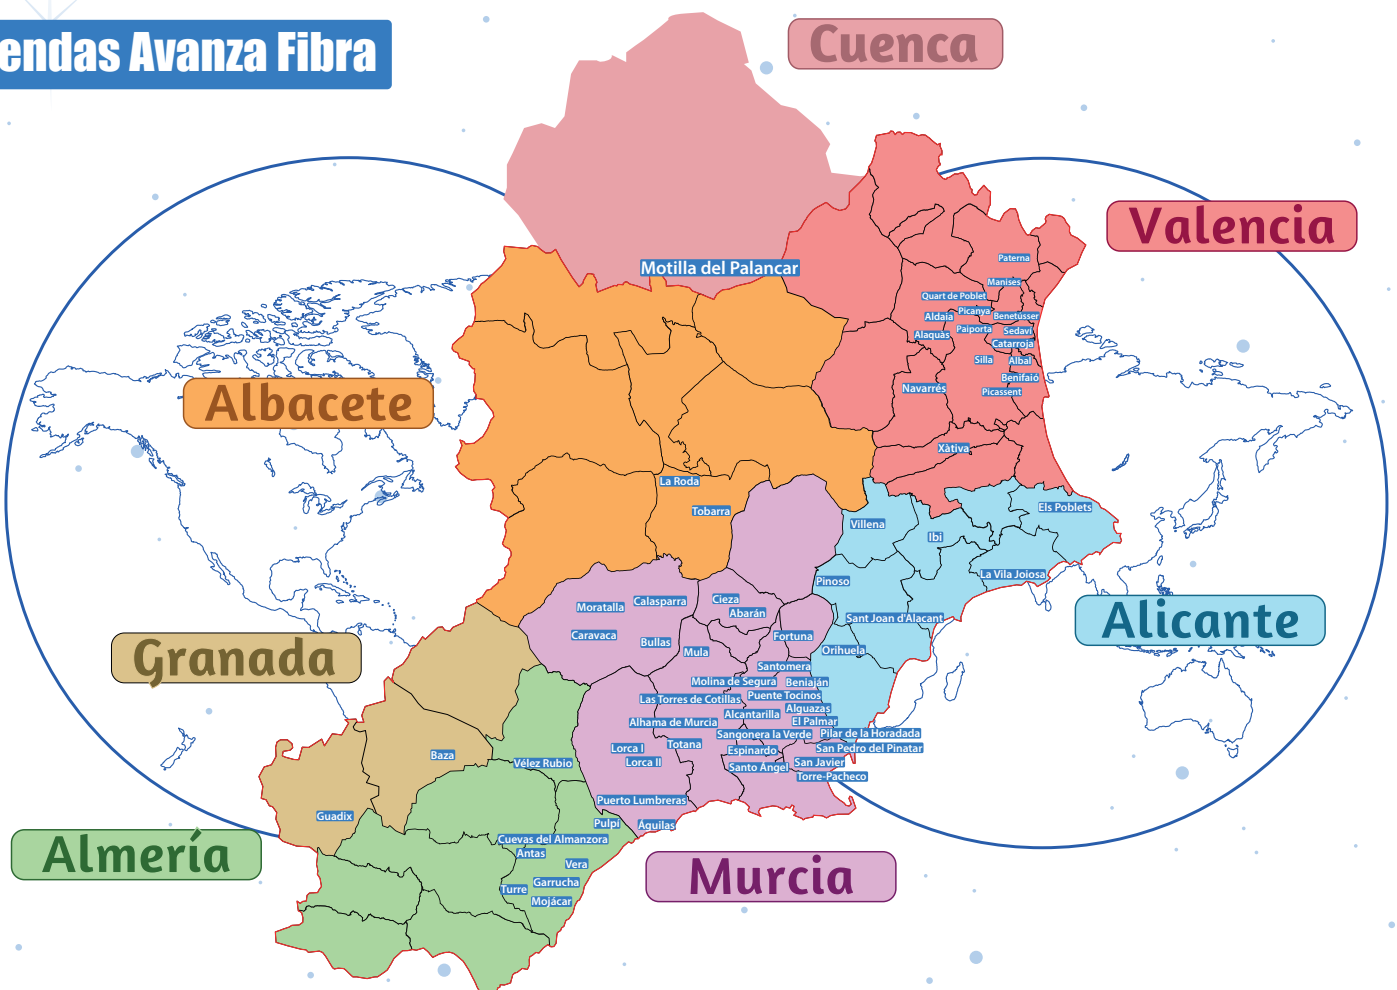 endas Avanza Fibra
Cuenca
Valencia
Motilla del Palancar
Paterna
Manises
Quart de Poblet
Picanya
Aldaia
Benetússer
Paiporta
Sedaví
Alaquàs
Catarroja
Silla
Albal
Benifaió
Navarrés
Picassent
Albacete
Xàtiva
La Roda
Tobarra
Els Poblets
Villena
Ibi
La Vila Joiosa
Pinoso
Alicante
Sant Joan d'Alacant
Orihuela
Calasparra
Moratalla
Cieza
Abarán
Caravaca
Bullas
Fortuna
Mula
Granada
Santomera
Molina de Segura
Beniaján
Las Torres de Cotillas
Puente Tocinos
Alguazas
Alcantarilla
Alhama de Murcia
El Palmar
Sangonera la Verde
Pilar de la Horadada
Lorca I
Totana
Espinardo
San Pedro del Pinatar
Lorca II
Santo Ángel
San Javier
Torre-Pacheco
Baza
Vélez Rubio
Puerto Lumbreras
Guadix
Pulpí
Águilas
Almería
Cuevas del Almanzora
Antas
Vera
Murcia
Garrucha
Turre
Mojácar